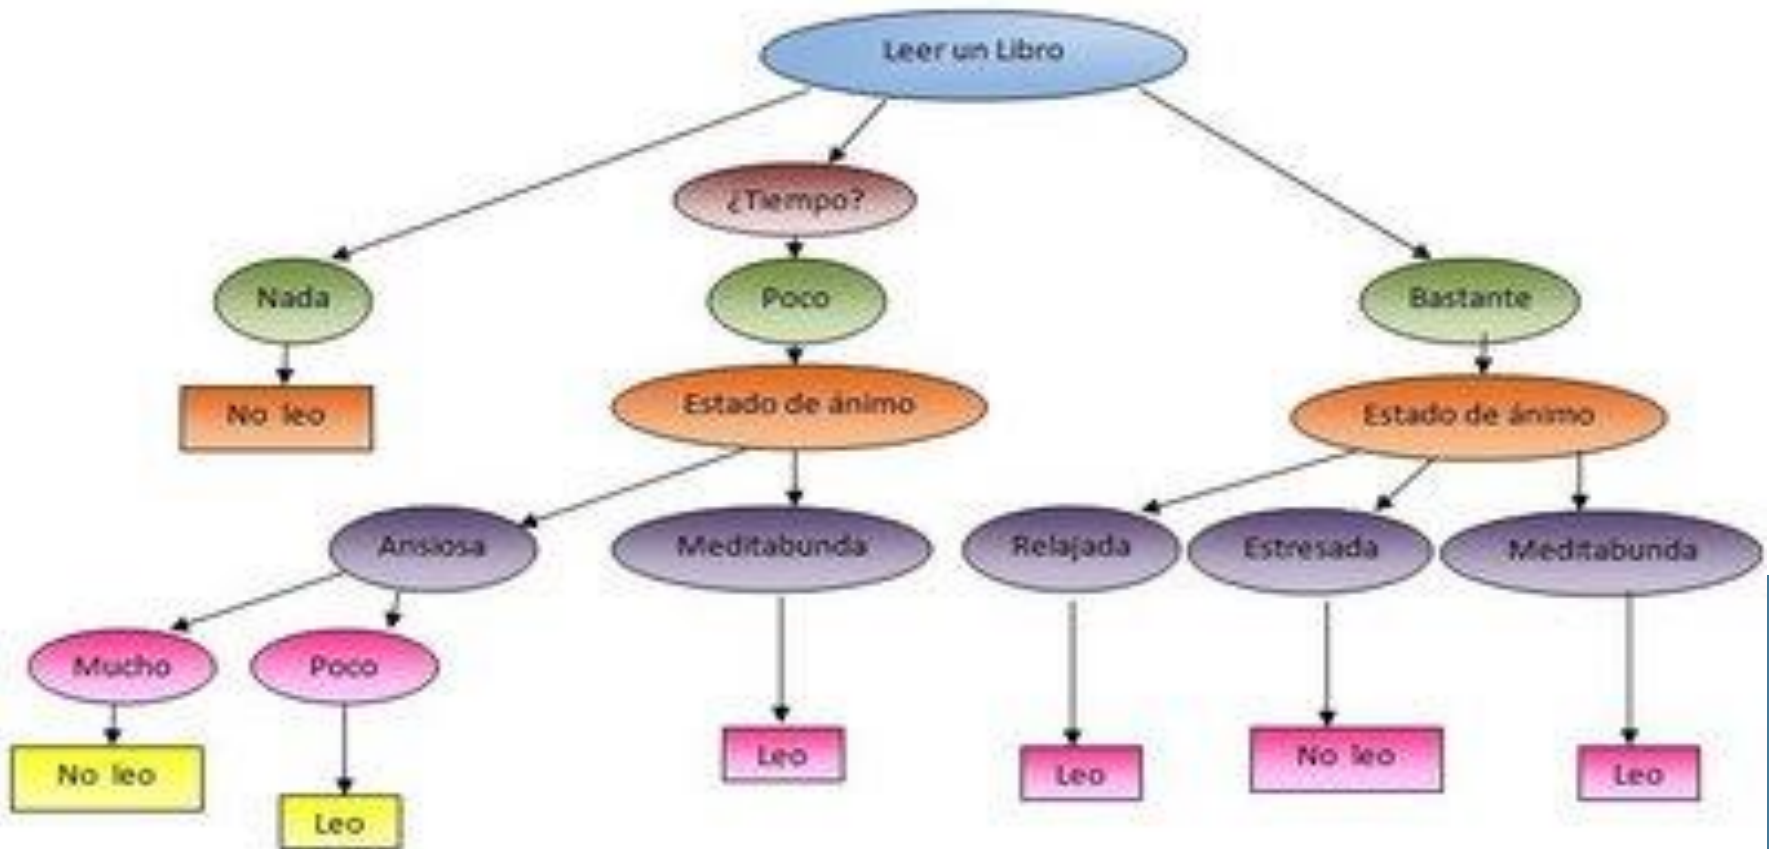 Leer un Libro
¿Tiempo?
Nada
Poco
Bastante
No leo
Estado de ánimo
Estado de ánimo
Ansiosa
Meditabunda
Relajada
Estresada
Meditabunda
Mucho
Poco
No leo
Leo
Leo
Leo
No leo
Leo